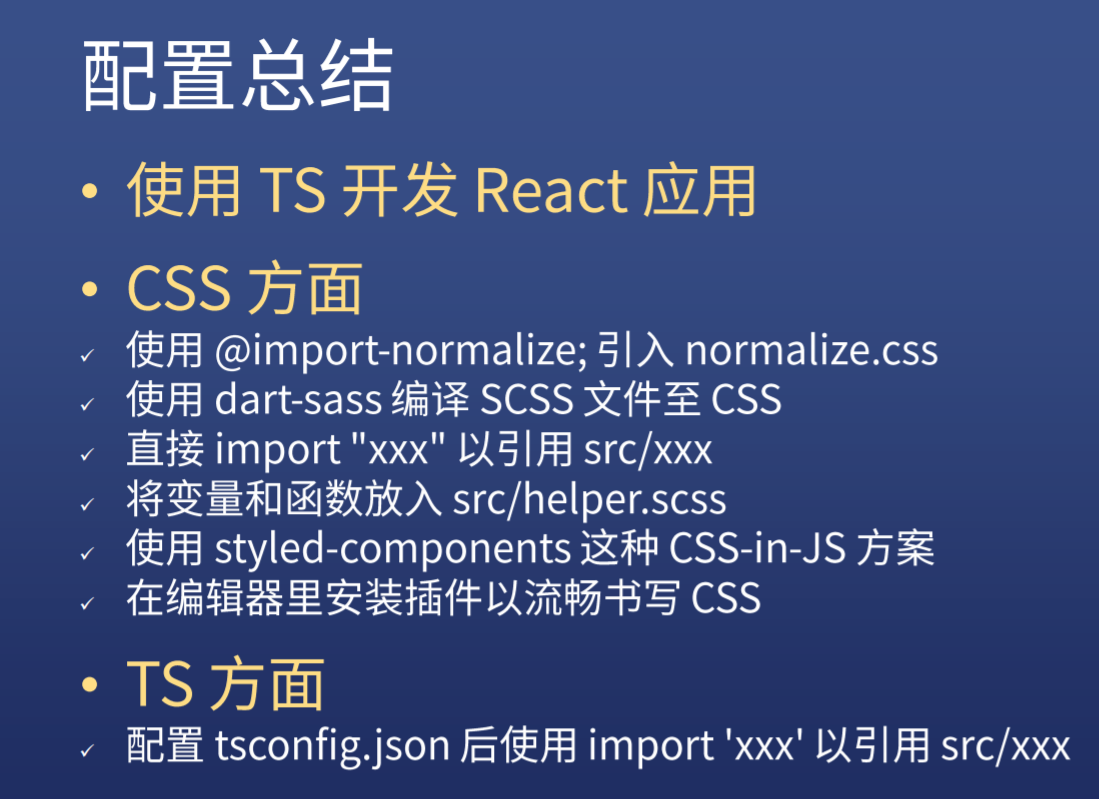 配置总结
• 使用 TS 开发 React 应用
• CSS 方面
✓ 使用 @import-normalize; 引入 normalize.css
✓ 使用 dart-sass 编译 SCSS 文件至 CSS
✓ 直接 import "xxx" 以引用 src/xxx
✓ 将变量和函数放入 src/helper.scss
✓ 使用 styled-components 这种 CSS-in-JS 方案
✓ 在编辑器里安装插件以流畅书写 CSS
• TS 方面
✓ 配置 tsconfig.json 后使用 import 'xxx' 以引用 src/xxx